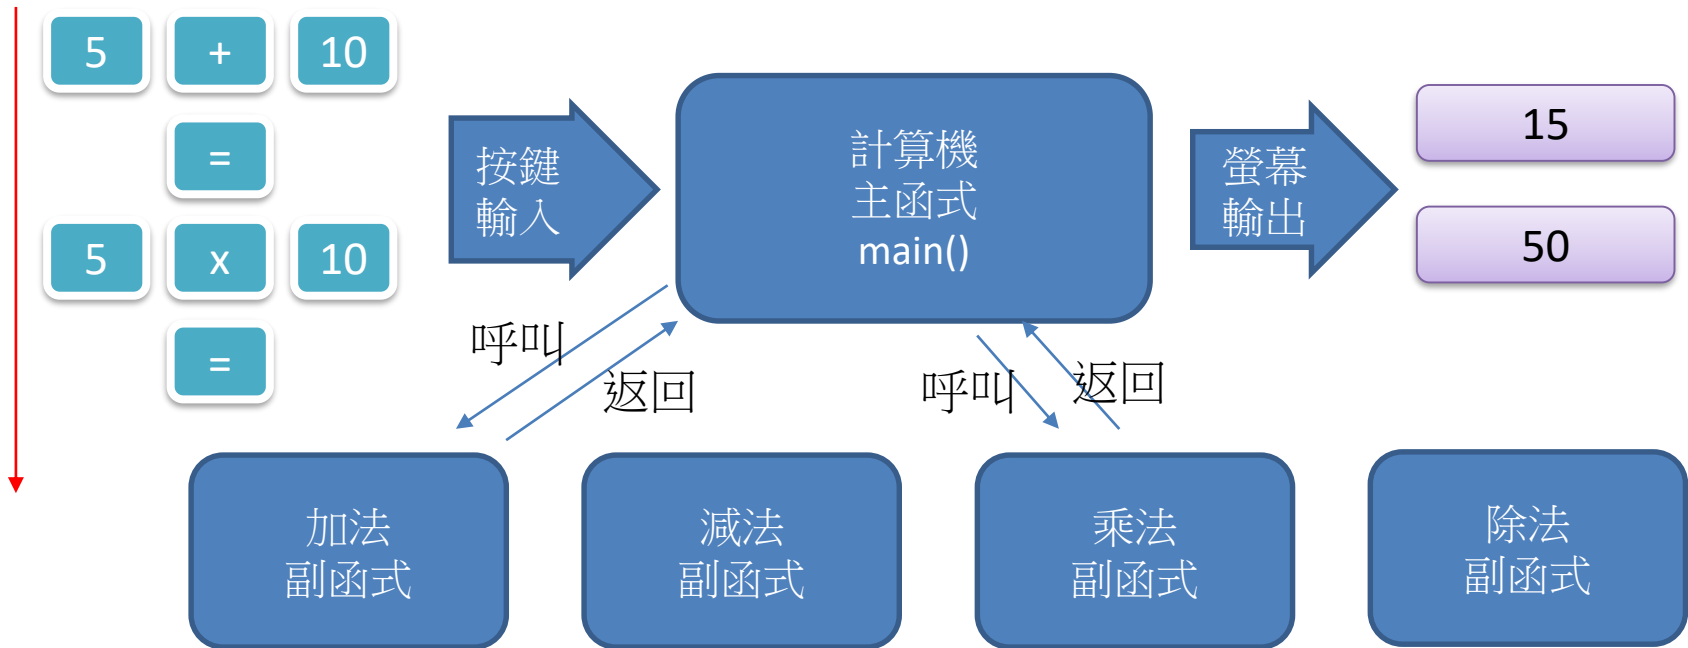 5 + 10
=
5 x 10
=
按鍵
輸入
計算機
主函式
main()
螢幕
輸出
15
50
呼叫
返回
呼叫
返回
加法
副函式
減法
副函式
乘法
副函式
除法
副函式